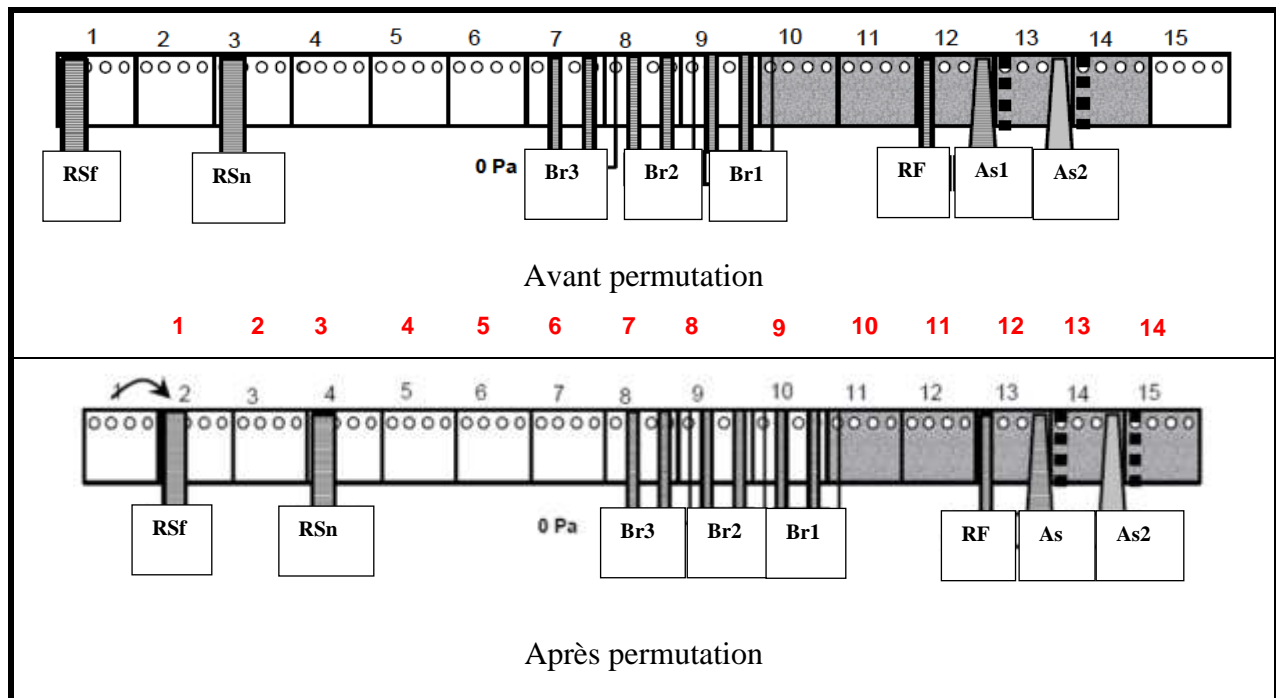 1 2 3 4 5 6 7 8 9 10 11 12 13 14 15
0 Pa
RSf RSn Br3 Br2 Br1 RF As1 As2
Avant permutation
1 2 3 4 5 6 7 8 9 10 11 12 13 14
1 2 3 4 5 6 7 8 9 10 11 12 13 14 15
0 Pa
RSf RSn Br3 Br2 Br1 RF As As2
Après permutation